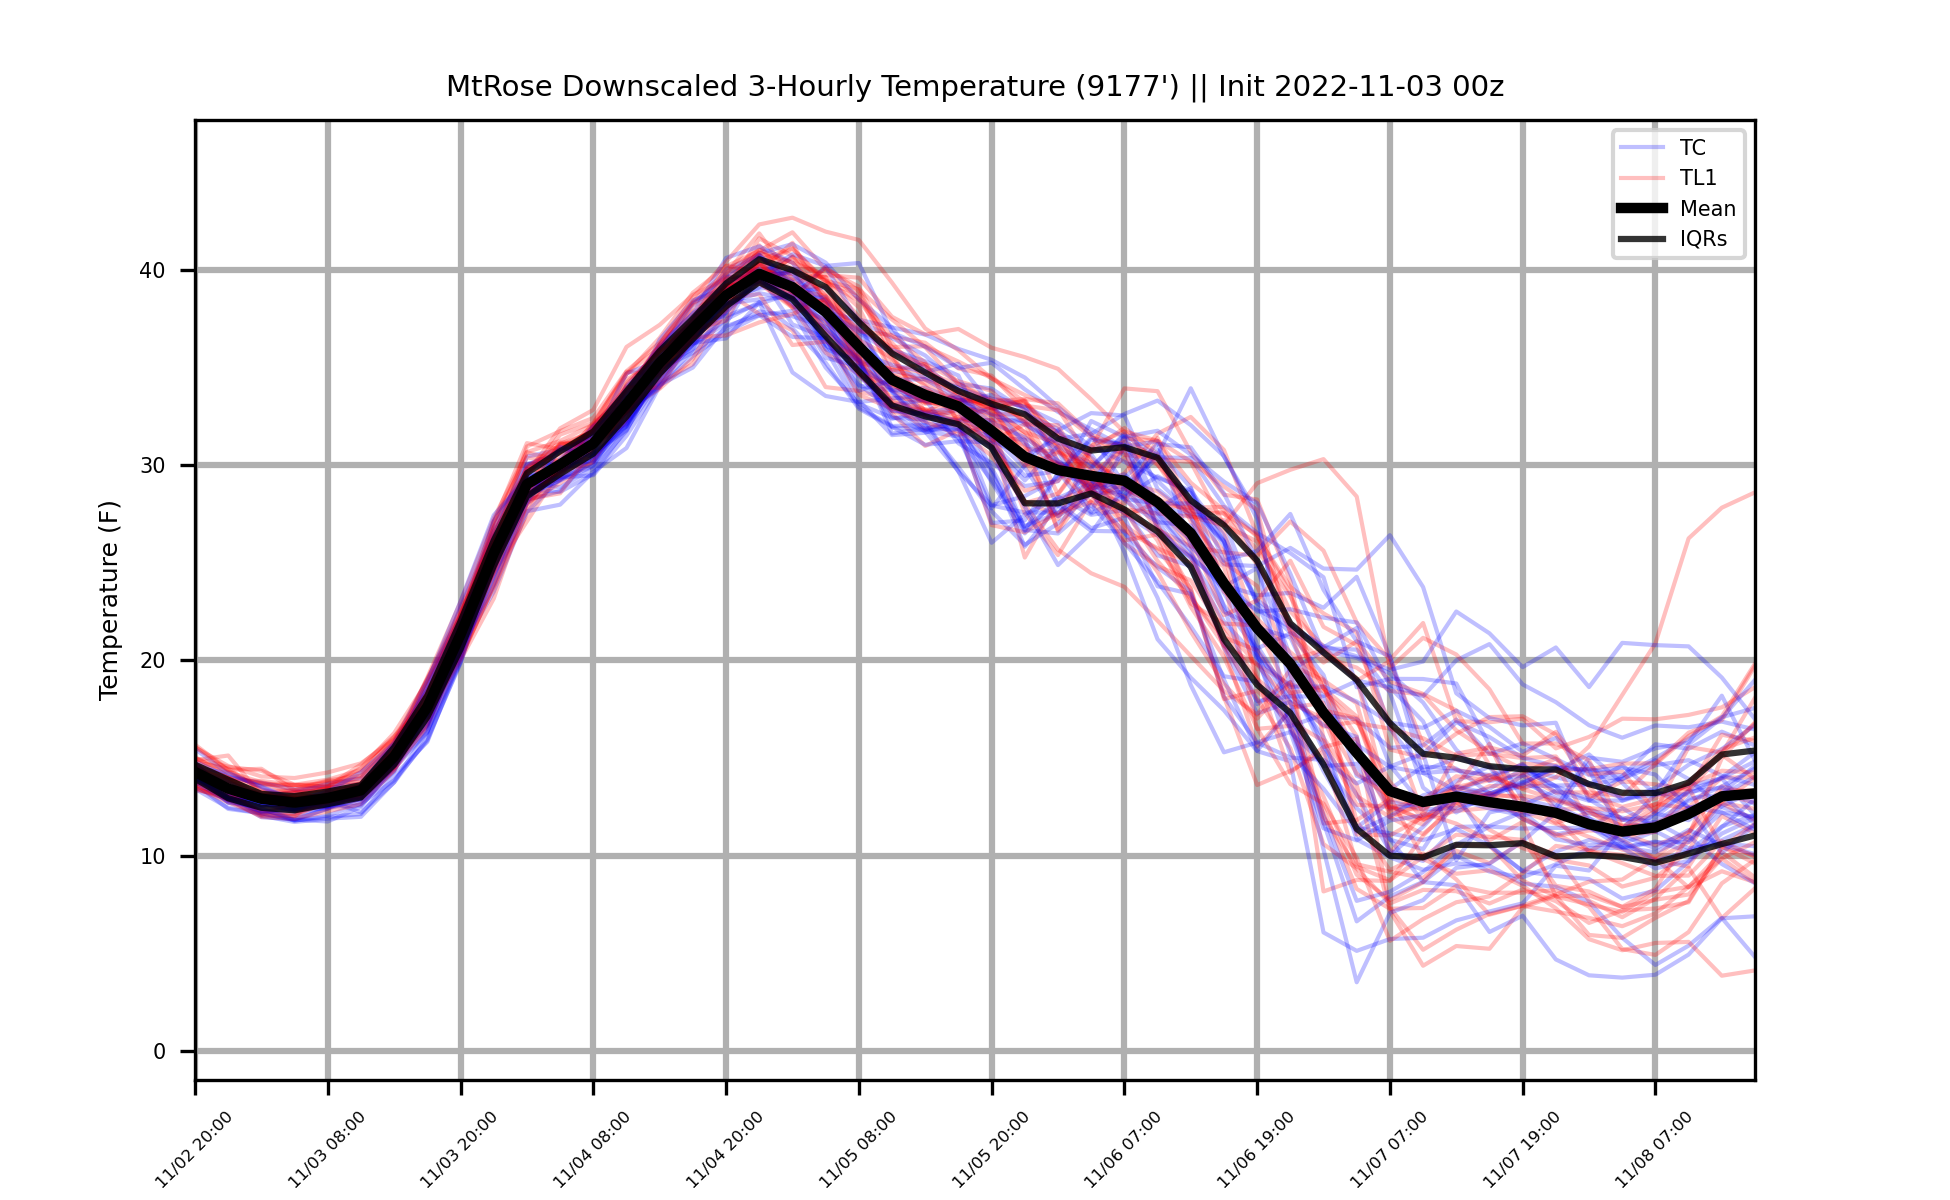 MtRose Downscaled 3-Hourly Temperature (9177') || Init 2022-11-03 00z
TC
TL1
Mean
IQRs
Temperature (F)
40
30
20
10
0
11/02 20:00
11/03 08:00
11/03 20:00
11/04 08:00
11/04 20:00
11/05 08:00
11/05 20:00
11/06 07:00
11/06 19:00
11/07 07:00
11/07 19:00
11/08 07:00